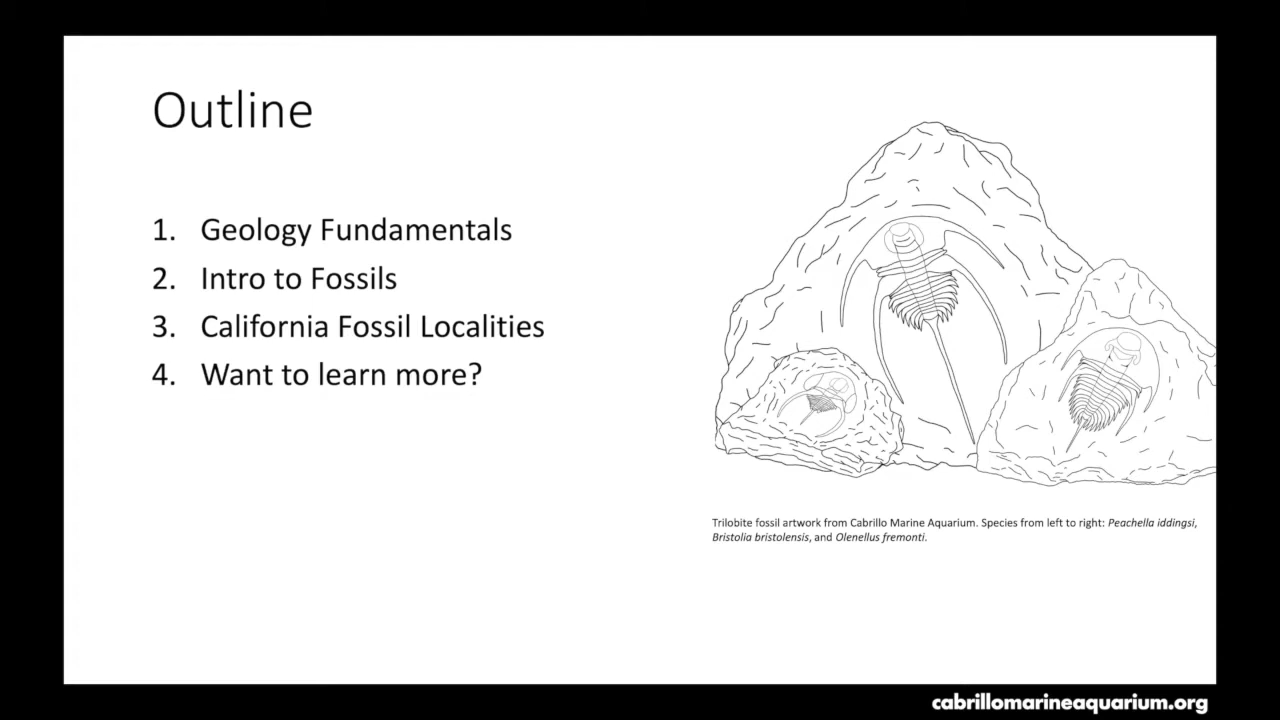 Outline
1. Geology Fundamentals
2. Intro to Fossils
3. California Fossil Localities
4. Want to learn more?
Trilobite fossil artwork from Cabrillo Marine Aquarium. Species from left to right: Peachella iddingsi,
Bristolia bristolensis, and Olenellus fremonti.
cabrillomarineaquarium.org